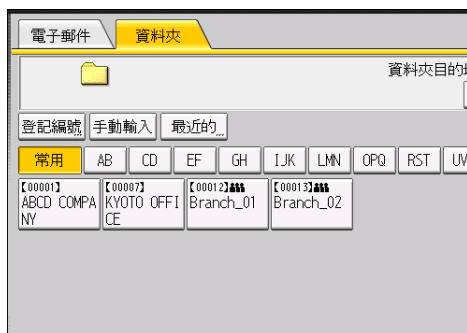 電子郵件
資料夾
資料夾目的地
登記編號
手動輸入
最近的
常用
AB
CD
EF
GH
IJK
LMN
OPQ
RST
UV
【00001】
ABCD COMPA
NY
【00007】
KYOTO OFFI
CE
【00012】
Branch_01
【00013】
Branch_02